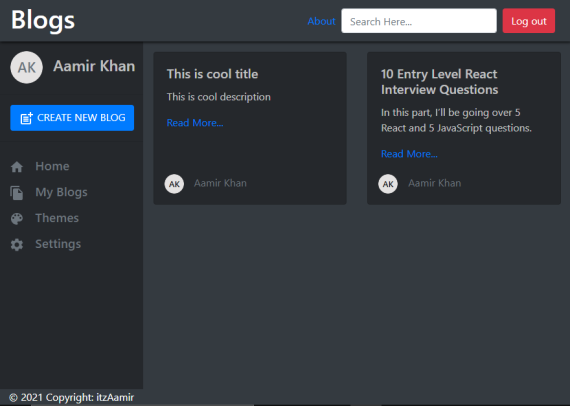 Blogs
About
Search Here...
Log out
AK
Aamir Khan
CREATE NEW BLOG
Home
My Blogs
Themes
Settings
This is cool title
This is cool description
Read More...
AK
Aamir Khan
10 Entry Level React
Interview Questions
In this part, I'll be going over 5
React and 5 JavaScript questions.
Read More...
AK
Aamir Khan
© 2021 Copyright: itzAamir